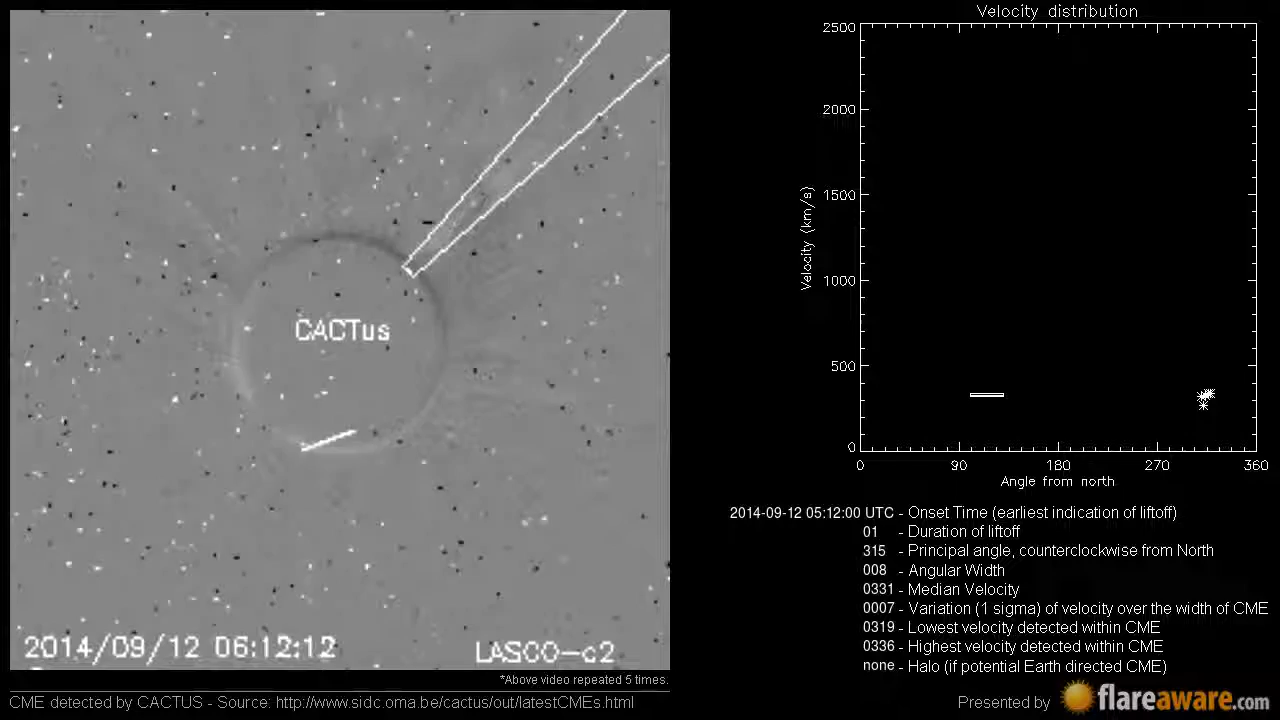 CACTus
2014/09/12 06:12:12
LASCO-c2
*Above video repeated 5 times.
CME detected by CACTUS - Source: http://www.sidc.oma.be/cactus/out/latestCMEs.html
Velocity distribution
Velocity (km/s)
2500
2000
1500
1000
500
0
0 90 180 270 360
Angle from north
2014-09-12 05:12:00 UTC - Onset Time (earliest indication of liftoff)
01 - Duration of liftoff
315 - Principal angle, counterclockwise from North
008 - Angular Width
0331 - Median Velocity
0007 - Variation (1 sigma) of velocity over the width of CME
0319 - Lowest velocity detected within CME
0336 - Highest velocity detected within CME
none - Halo (if potential Earth directed CME)
Presented by flareaware.com